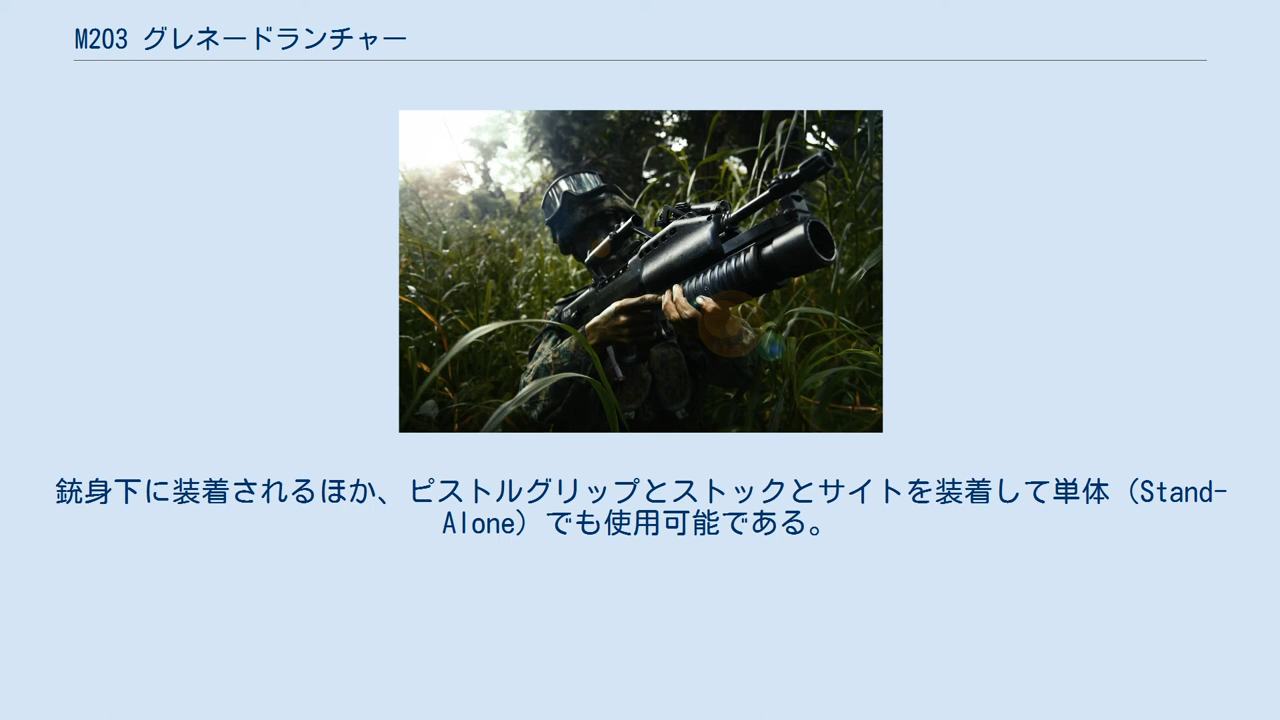 M203 グレネードランチャー
銃身下に装着されるほか、ピストルグリップとストックとサイトを装着して単体（Stand-
Alone）でも使用可能である。